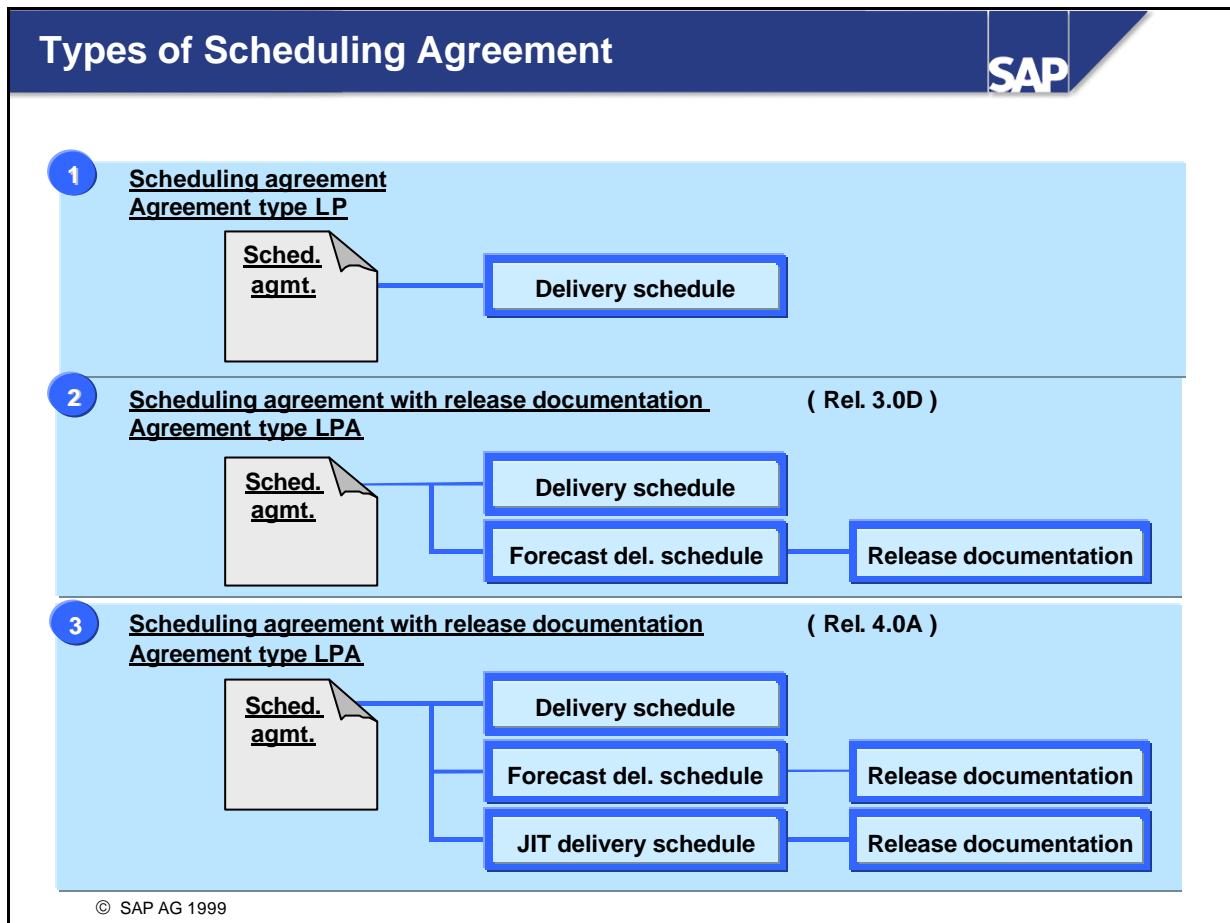 Types of Scheduling Agreement
SAP
1
Scheduling agreement
Agreement type LP
Sched.
agmt.
Delivery schedule
2
Scheduling agreement with release documentation ( Rel. 3.0D )
Agreement type LPA
Sched.
agmt.
Delivery schedule
Forecast del. schedule
Release documentation
3
Scheduling agreement with release documentation ( Rel. 4.0A )
Agreement type LPA
Sched.
agmt.
Delivery schedule
Forecast del. schedule
Release documentation
JIT delivery schedule
Release documentation
© SAP AG 1999